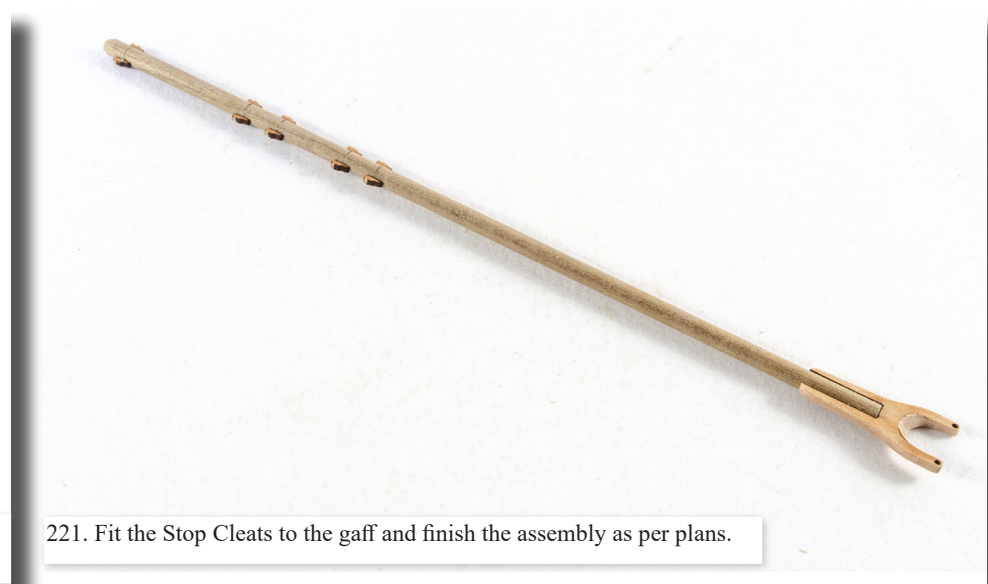 221. Fit the Stop Cleats to the gaff and finish the assembly as per plans.